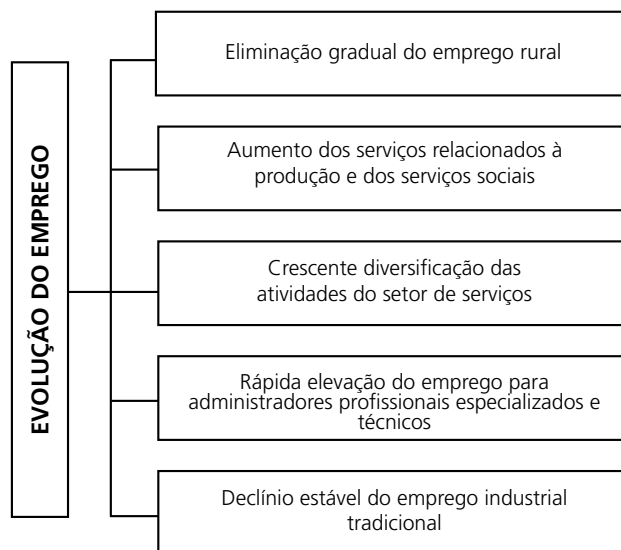 EVOLUÇÃO DO EMPREGO
Eliminação gradual do emprego rural
Aumento dos serviços relacionados à
produção e dos serviços sociais
Crescente diversificação das
atividades do setor de serviços
Rápida elevação do emprego para
administradores profissionais especializados e
técnicos
Declínio estável do emprego industrial
tradicional